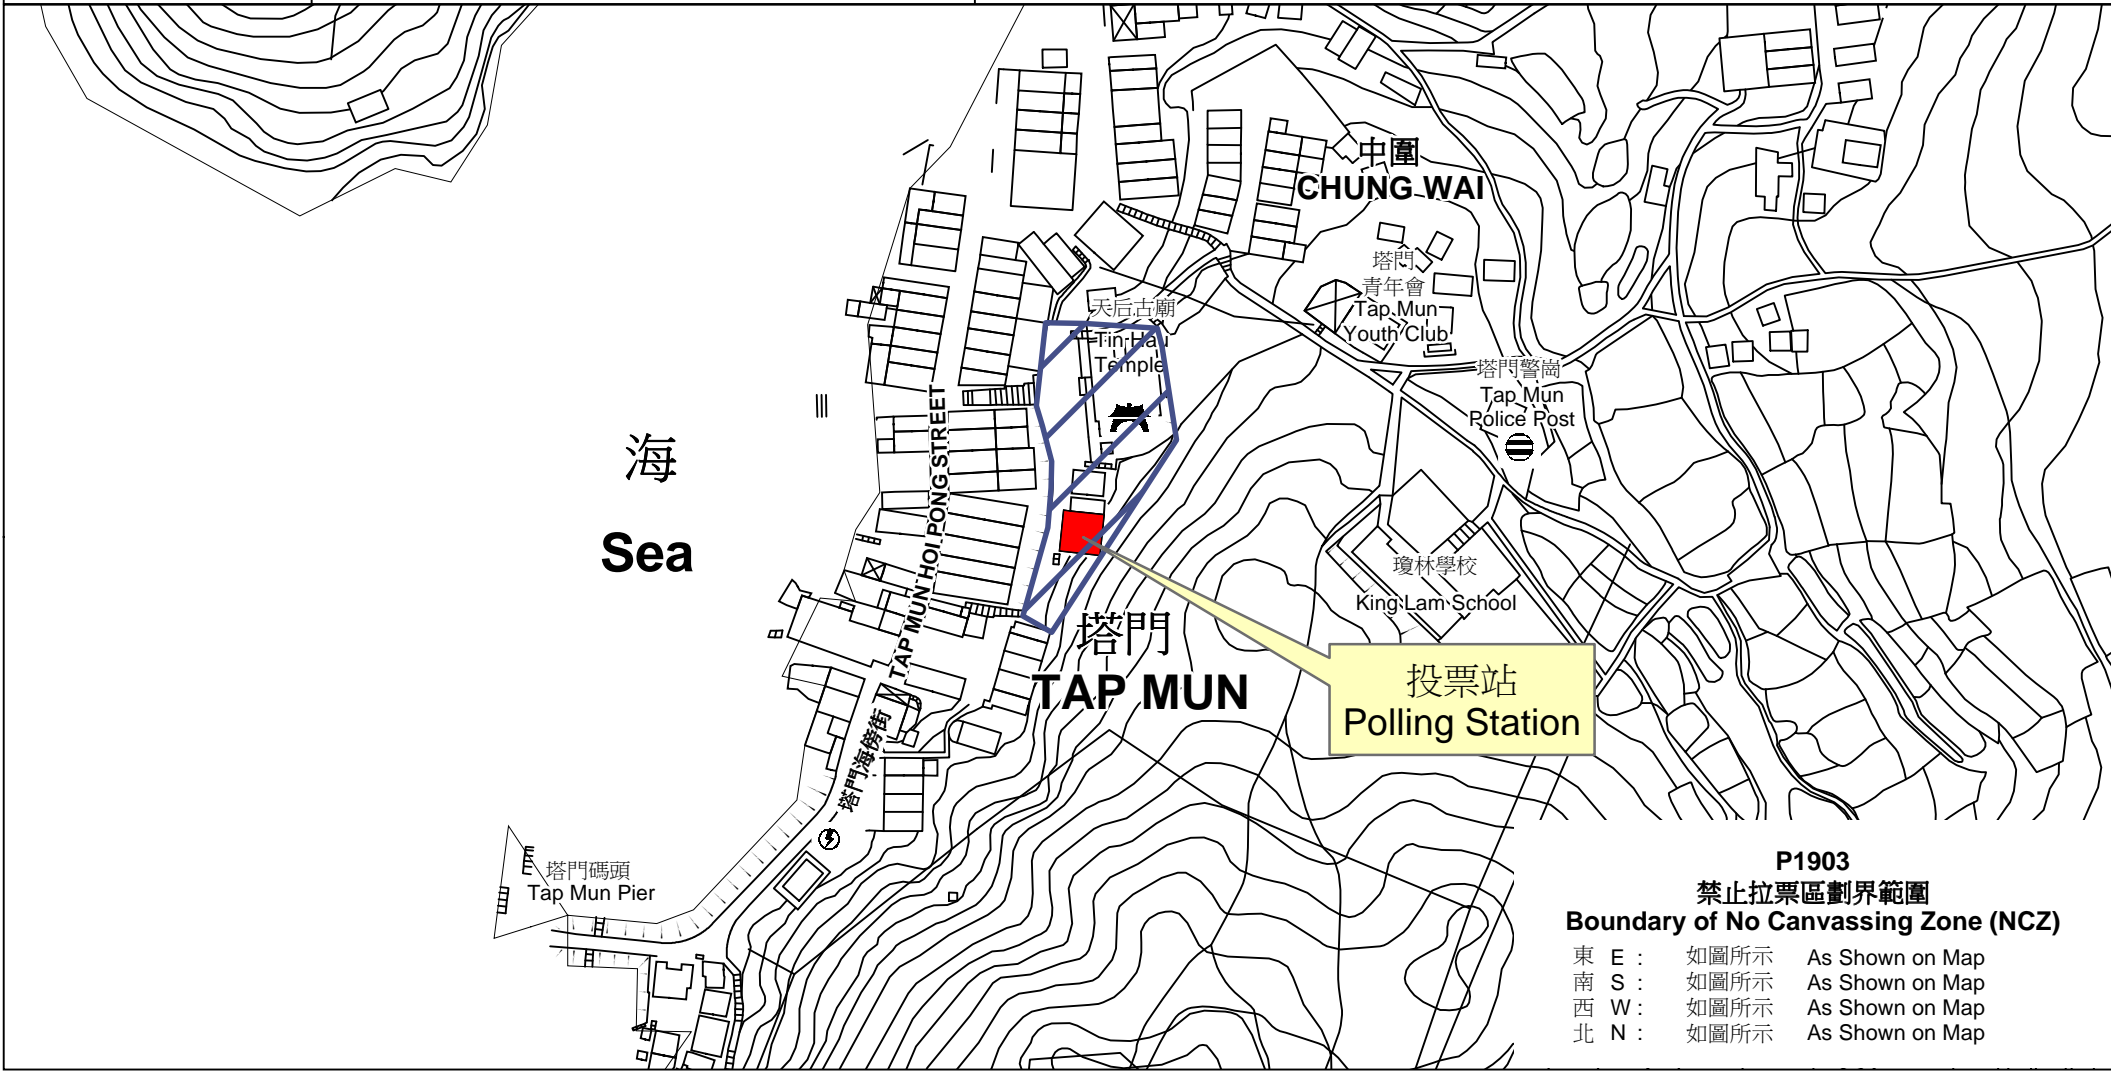 中圍
CHUNG WAI
塔門
青年會
Tap Mun
Youth Club
天后古廟
Tin Hau
Temple
塔門警崗
Tap Mun
Police Post
海
Sea
TAP MUN HOI PONG STREET
瓊林學校
King Lam School
塔門
TAP MUN
投票站
Polling Station
塔門海傍街
塔門碼頭
Tap Mun Pier
P1903
禁止拉票區劃界範圍
Boundary of No Canvassing Zone (NCZ)
東 E : 如圖所示 As Shown on Map
南 S : 如圖所示 As Shown on Map
西 W : 如圖所示 As Shown on Map
北 N : 如圖所示 As Shown on Map